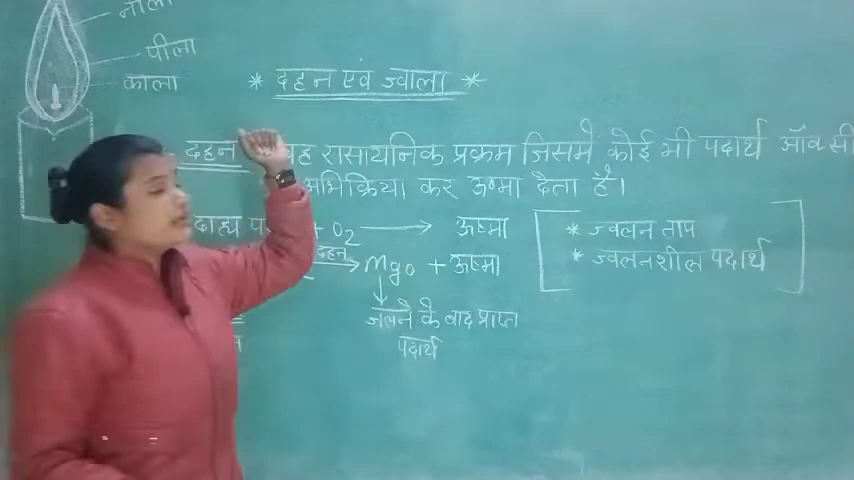 नीला
पीला
काला
* दहन एवं ज्वाला *
दहन यह रासायनिक प्रक्रम जिसमें कोई भी पदार्थ ऑक्सी
अभिक्रिया कर ऊष्मा देता है।
दाह्य + O2 → ऊष्मा
दहन → Mgo + ऊष्मा
↓
जलने के बाद प्राप्त
पदार्थ
* ज्वलन ताप
* ज्वलनशील पदार्थ